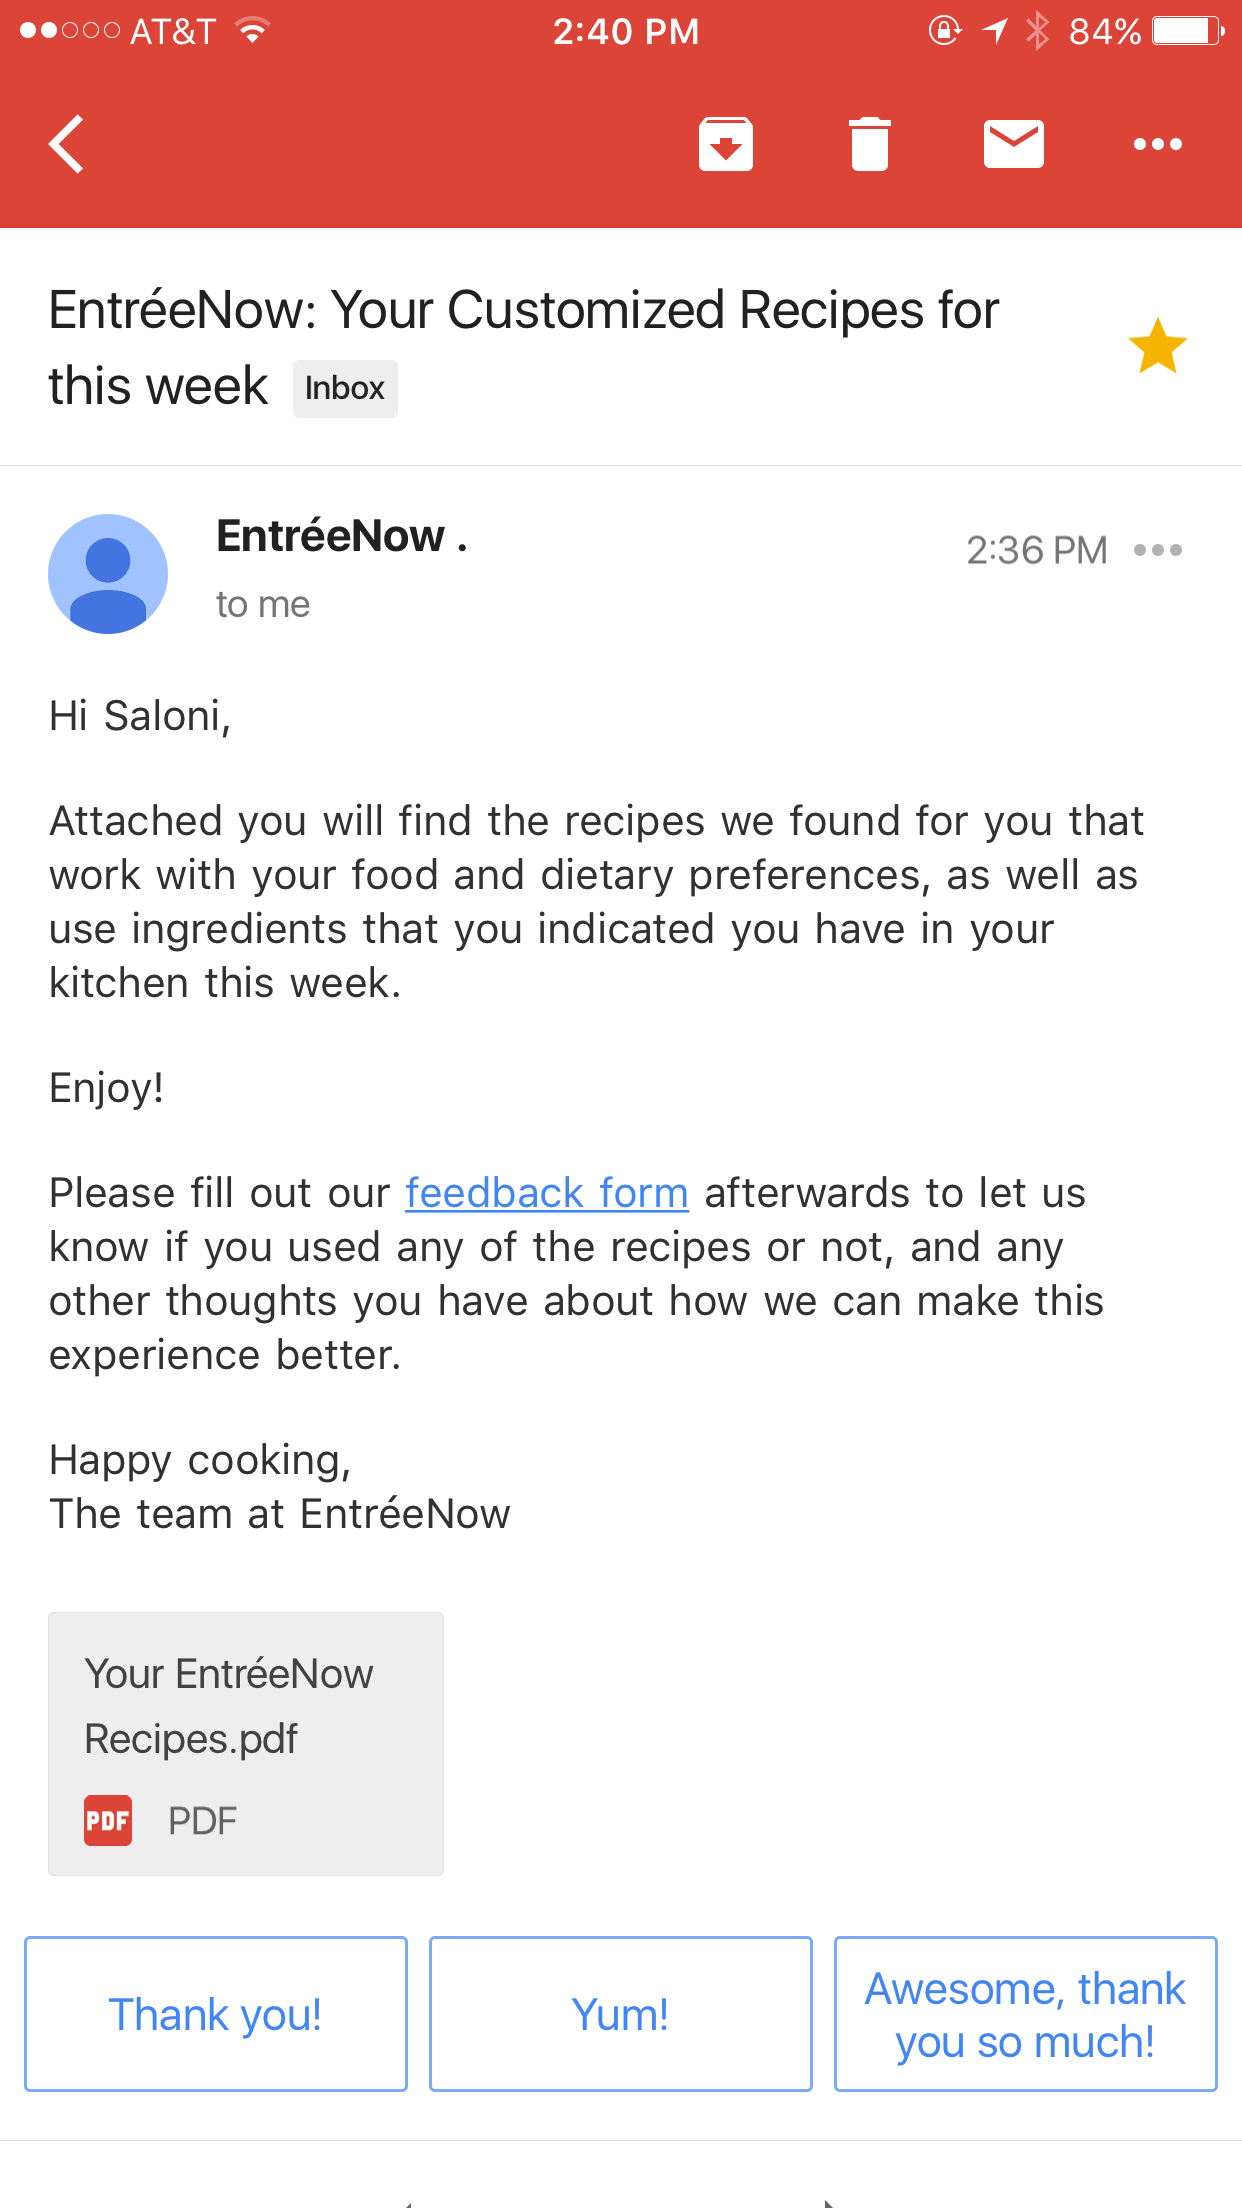 AT&T 2:40 PM 84%
EntréeNow: Your Customized Recipes for
this week Inbox
EntréeNow .
2:36 PM
to me
Hi Saloni,
Attached you will find the recipes we found for you that
work with your food and dietary preferences, as well as
use ingredients that you indicated you have in your
kitchen this week.
Enjoy!
Please fill out our feedback form afterwards to let us
know if you used any of the recipes or not, and any
other thoughts you have about how we can make this
experience better.
Happy cooking,
The team at EntréeNow
Your EntréeNow
Recipes.pdf
PDF PDF
Thank you!
Yum!
Awesome, thank
you so much!